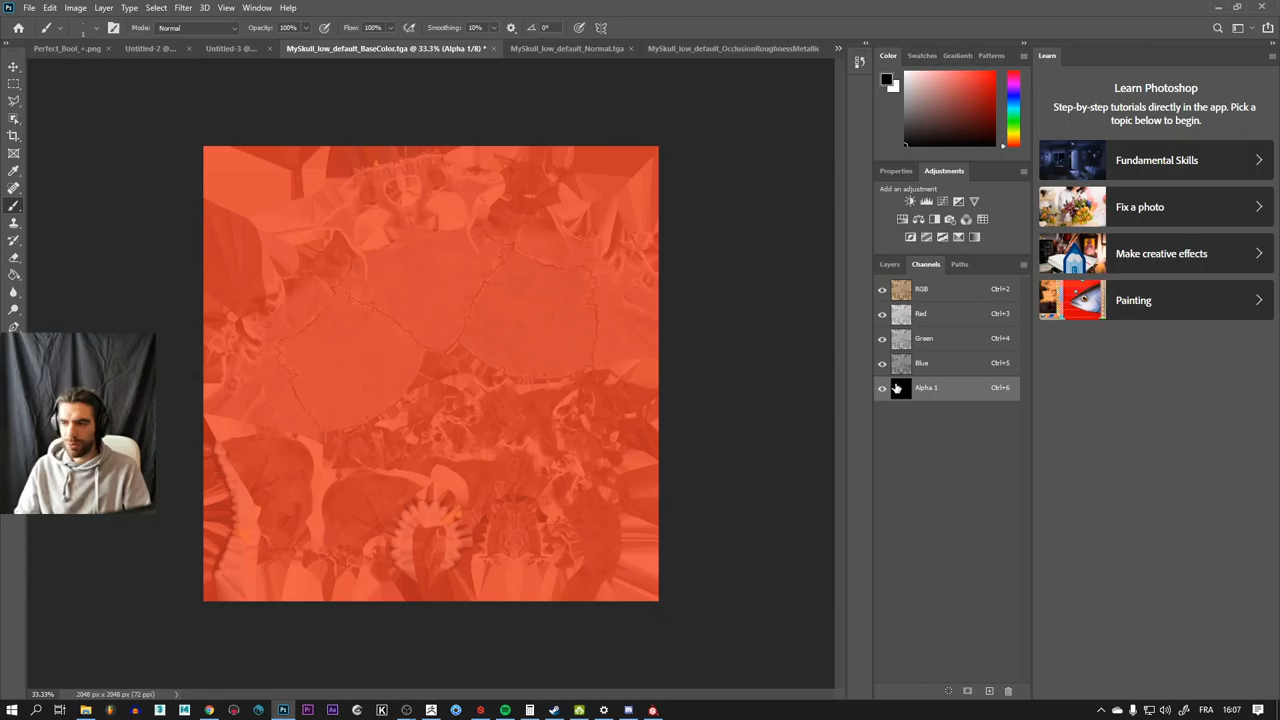 File Edit Image Layer Type Select Filter 3D View Window Help
1 Mode: Normal Opacity: 100% Flow: 100% Smoothing: 10% 0°
Perfect_Bool_+.png × Untitled-2 @... × Untitled-3 @... × MySkull_low_default_BaseColor.tga @ 33.3% (Alpha 1/8) * × MySkull_low_default_Normal.tga × MySkull_low_default_OcclusionRoughnessMetallic
Color Swatches Gradients Patterns
Learn
Learn Photoshop
Step-by-step tutorials directly in the app. Pick a
topic below to begin.
Fundamental Skills
Fix a photo
Make creative effects
Painting
Properties Adjustments
Add an adjustment
Layers Channels Paths
RGB Ctrl+2
Red Ctrl+3
Green Ctrl+4
Blue Ctrl+5
Alpha 1 Ctrl+6
33.33% 2048 px x 2048 px (72 ppi)
FRA 16:07